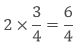 2 × 3/4 = 6/4